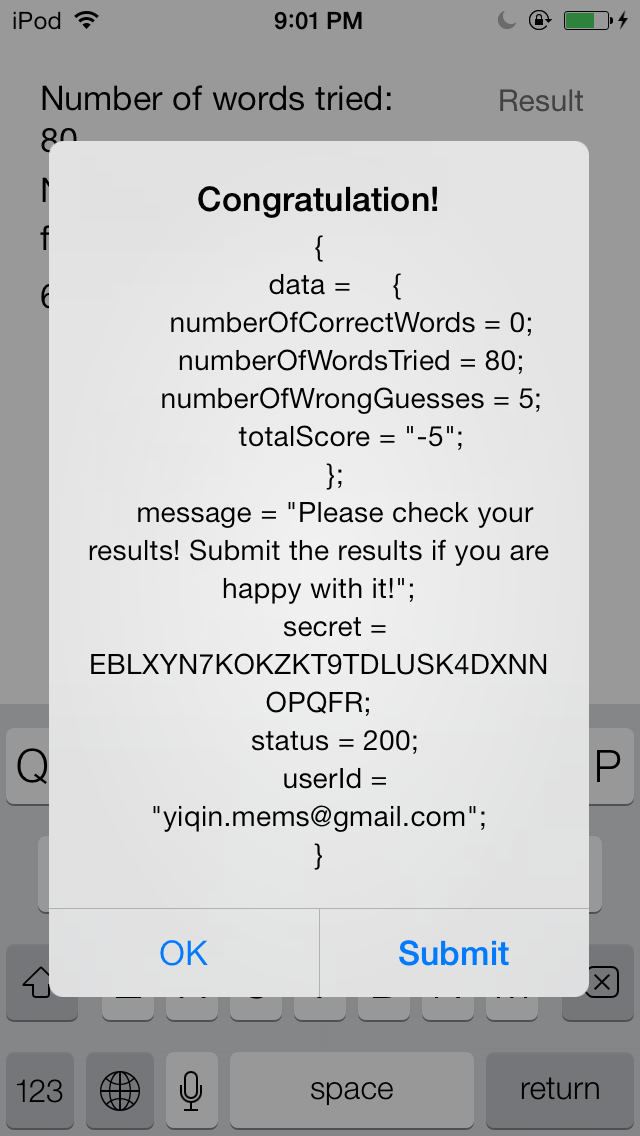 iPod 9:01 PM
Number of words tried: Result
80
Congratulation!
{
data = {
numberOfCorrectWords = 0;
numberOfWordsTried = 80;
numberOfWrongGuesses = 5;
totalScore = "-5";
};
message = "Please check your
results! Submit the results if you are
happy with it!";
secret =
EBLXYN7KOKZKT9TDLUSK4DXNN
OPQFR;
status = 200;
userId =
"yiqin.mems@gmail.com";
}
OK Submit
Q P
123 space return